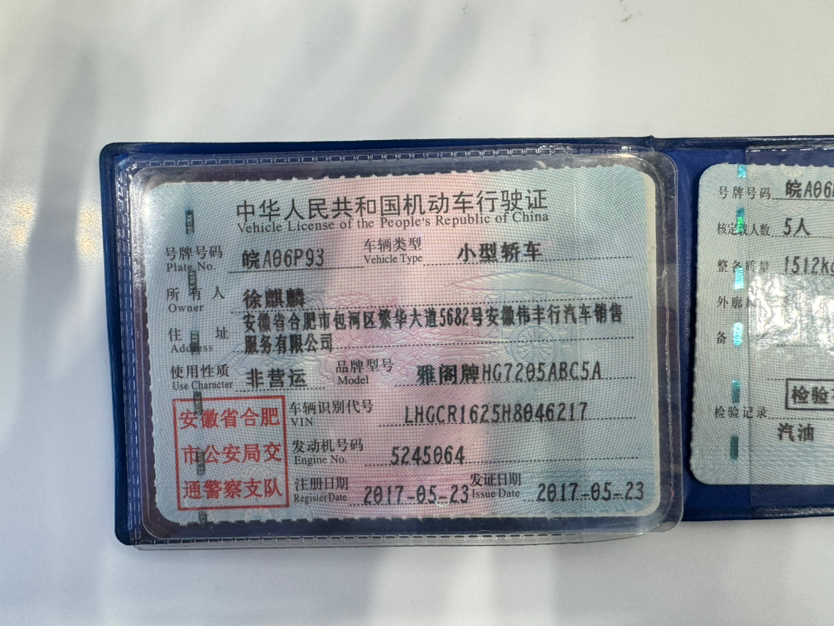 中华人民共和国机动车行驶证
Vehicle License of the People's Republic of China
号牌号码 皖A06P93 车辆类型 小型轿车
Plate No. Vehicle Type
所有人 徐麒麟
Owner
住址 安徽省合肥市包河区繁华大道5682号安徽伟丰行汽车销售
Address 服务有限公司
使用性质 非营运 品牌型号 雅阁牌HG7205ABC5A
Use Character Model
安徽省合肥 车辆识别代号 LHGCR1625H8046217
VIN
市公安局交 发动机号码 5245064
Engine No.
通警察支队 注册日期 2017-05-23 发证日期 2017-05-23
Register Date Issue Date
号牌号码 皖A06
核定载人数 5人
整备质量 1512kg
外廓
备
检验
检验记录
汽油